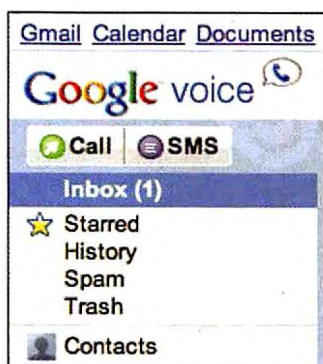 Gmail Calendar Documents
Google voice
Call SMS
Inbox (1)
Starred
History
Spam
Trash
Contacts